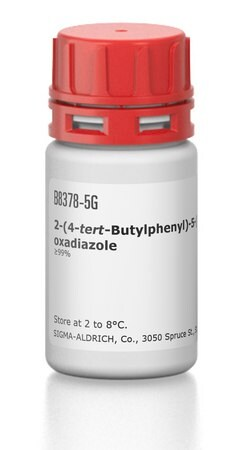 B8378-5G
2-(4-tert-Butylphenyl)-5-
oxadiazole
≥99%
Store at 2 to 8°C.
SIGMA-ALDRICH, Co., 3050 Spruce St.,